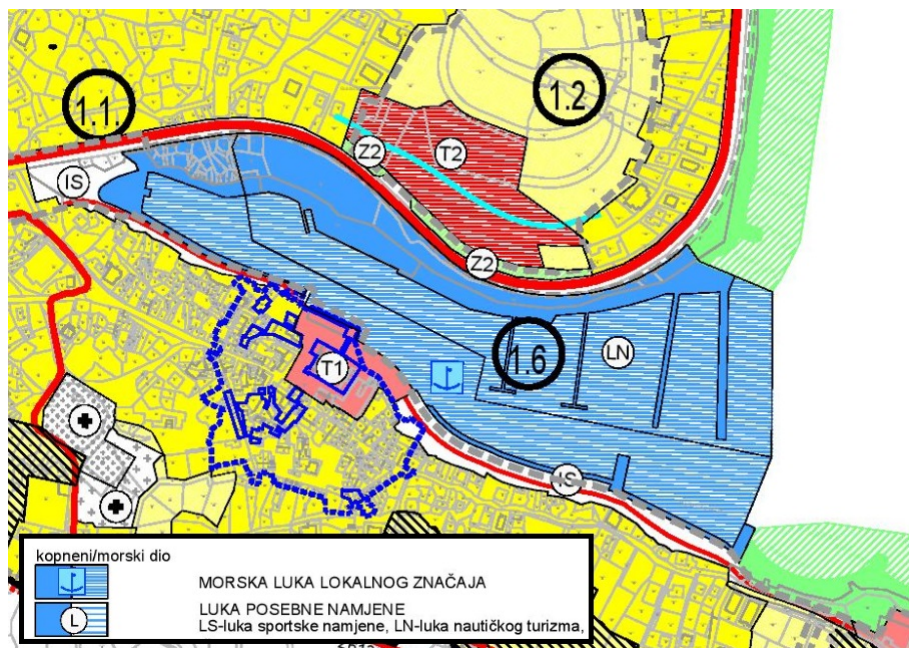 1.1.
1.2
IS
Z2
T2
Z2
1.6
LN
T1
IS
kopneni/morski dio
MORSKA LUKA LOKALNOG ZNAČAJA
L
LUKA POSEBNE NAMJENE
LS-luka sportske namjene, LN-luka nautičkog turizma,